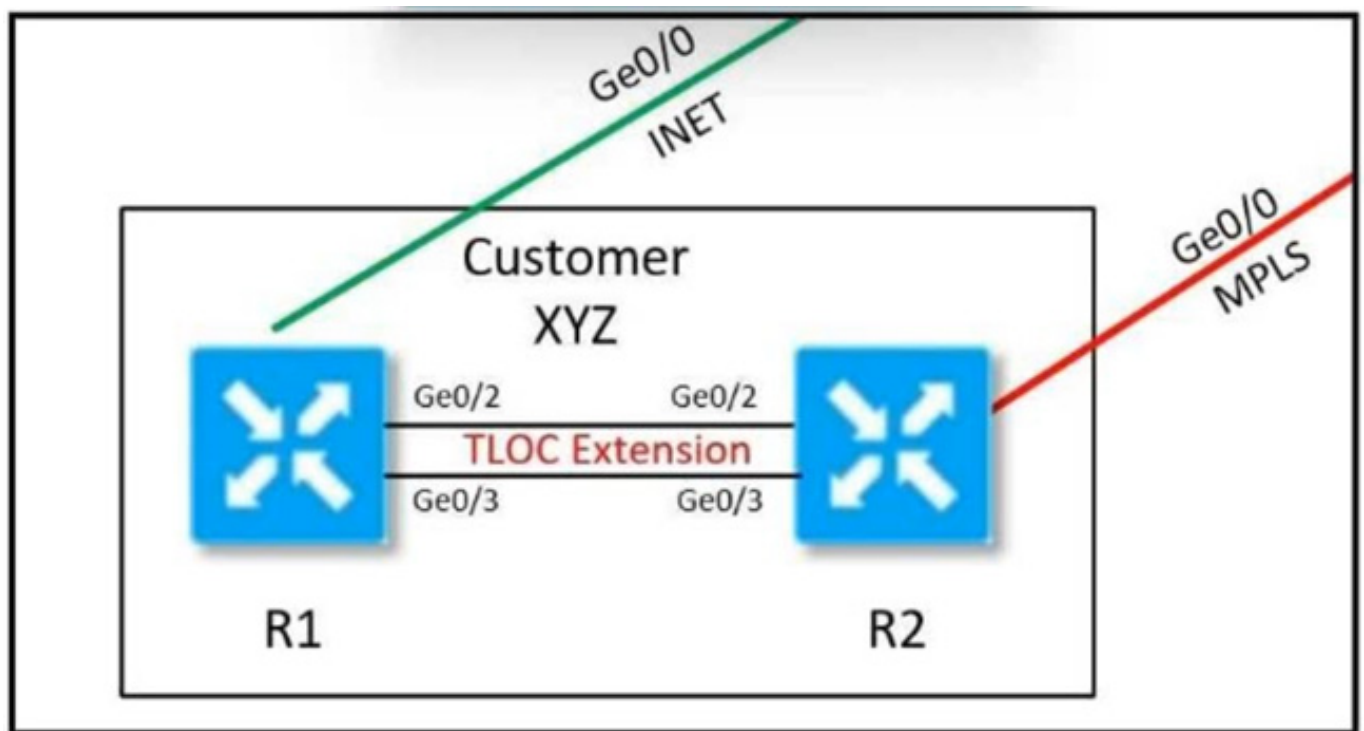 Ge0/0
INET
Ge0/0
MPLS
Customer
XYZ
Ge0/2
Ge0/2
TLOC Extension
Ge0/3
Ge0/3
R1
R2